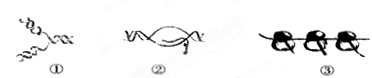 ① ② ③